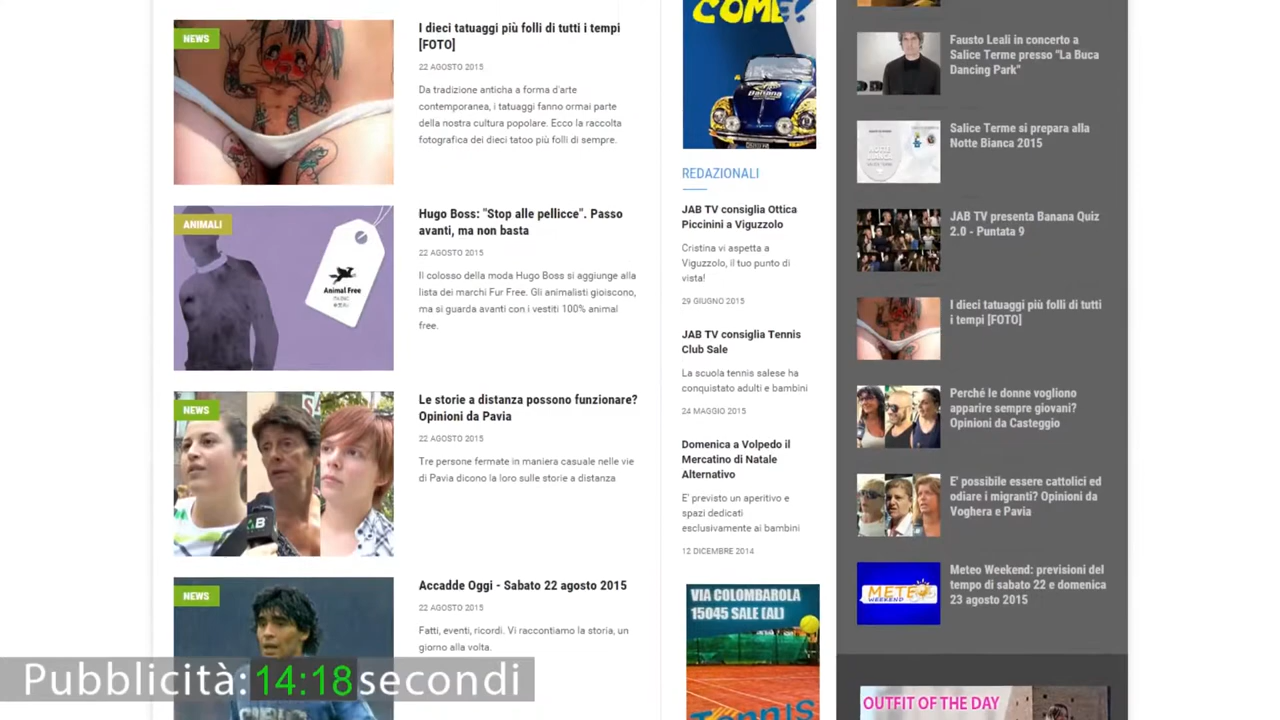 NEWS
I dieci tatuaggi più folli di tutti i tempi
[FOTO]
22 AGOSTO 2015
Da tradizione anticha a forma d'arte
contemporanea, i tatuaggi fanno ormai parte
della nostra cultura popolare. Ecco la raccolta
fotografica dei dieci tatoo più folli di sempre.
ANIMALI
Animal Free
Hugo Boss: "Stop alle pellicce". Passo
avanti, ma non basta
22 AGOSTO 2015
Il colosso della moda Hugo Boss si aggiunge alla
lista dei marchi Fur Free. Gli animalisti gioiscono,
ma si guarda avanti con i vestiti 100% animal
free.
NEWS
Le storie a distanza possono funzionare?
Opinioni da Pavia
22 AGOSTO 2015
Tre persone fermate in maniera casuale nelle vie
di Pavia dicono la loro sulle storie a distanza
NEWS
Accadde Oggi - Sabato 22 agosto 2015
22 AGOSTO 2015
Fatti, eventi, ricordi. Vi raccontiamo la storia, un
giorno alla volta.
COME?
Banana
REDAZIONALI
JAB TV consiglia Ottica
Piccinini a Viguzzolo
Cristina vi aspetta a
Viguzzolo, il tuo punto di
vista!
29 GIUGNO 2015
JAB TV consiglia Tennis
Club Sale
La scuola tennis salese ha
conquistato adulti e bambini
24 MAGGIO 2015
Domenica a Volpedo il
Mercatino di Natale
Alternativo
E' previsto un aperitivo e
spazi dedicati
esclusivamente ai bambini
12 DICEMBRE 2014
VIA COLOMBAROLA
15045 SALE (AL)
Tennis
Fausto Leali in concerto a
Salice Terme presso "La Buca
Dancing Park"
Salice Terme si prepara alla
Notte Bianca 2015
JAB TV presenta Banana Quiz
2.0 - Puntata 9
I dieci tatuaggi più folli di tutti
i tempi [FOTO]
Perché le donne vogliono
apparire sempre giovani?
Opinioni da Casteggio
E' possibile essere cattolici ed
odiare i migranti? Opinioni da
Voghera e Pavia
METEO
WEEKEND
Meteo Weekend: previsioni del
tempo di sabato 22 e domenica
23 agosto 2015
OUTFIT OF THE DAY
Pubblicità: 14:18 secondi